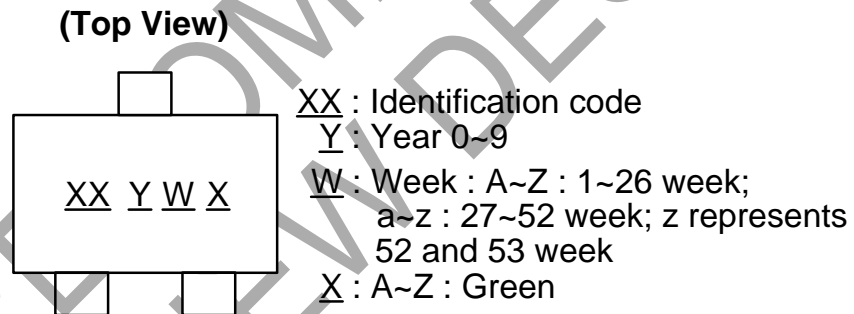 (Top View)
XX Y W X
XX : Identification code
Y : Year 0~9
W : Week : A~Z : 1~26 week;
a~z : 27~52 week; z represents
52 and 53 week
X : A~Z : Green